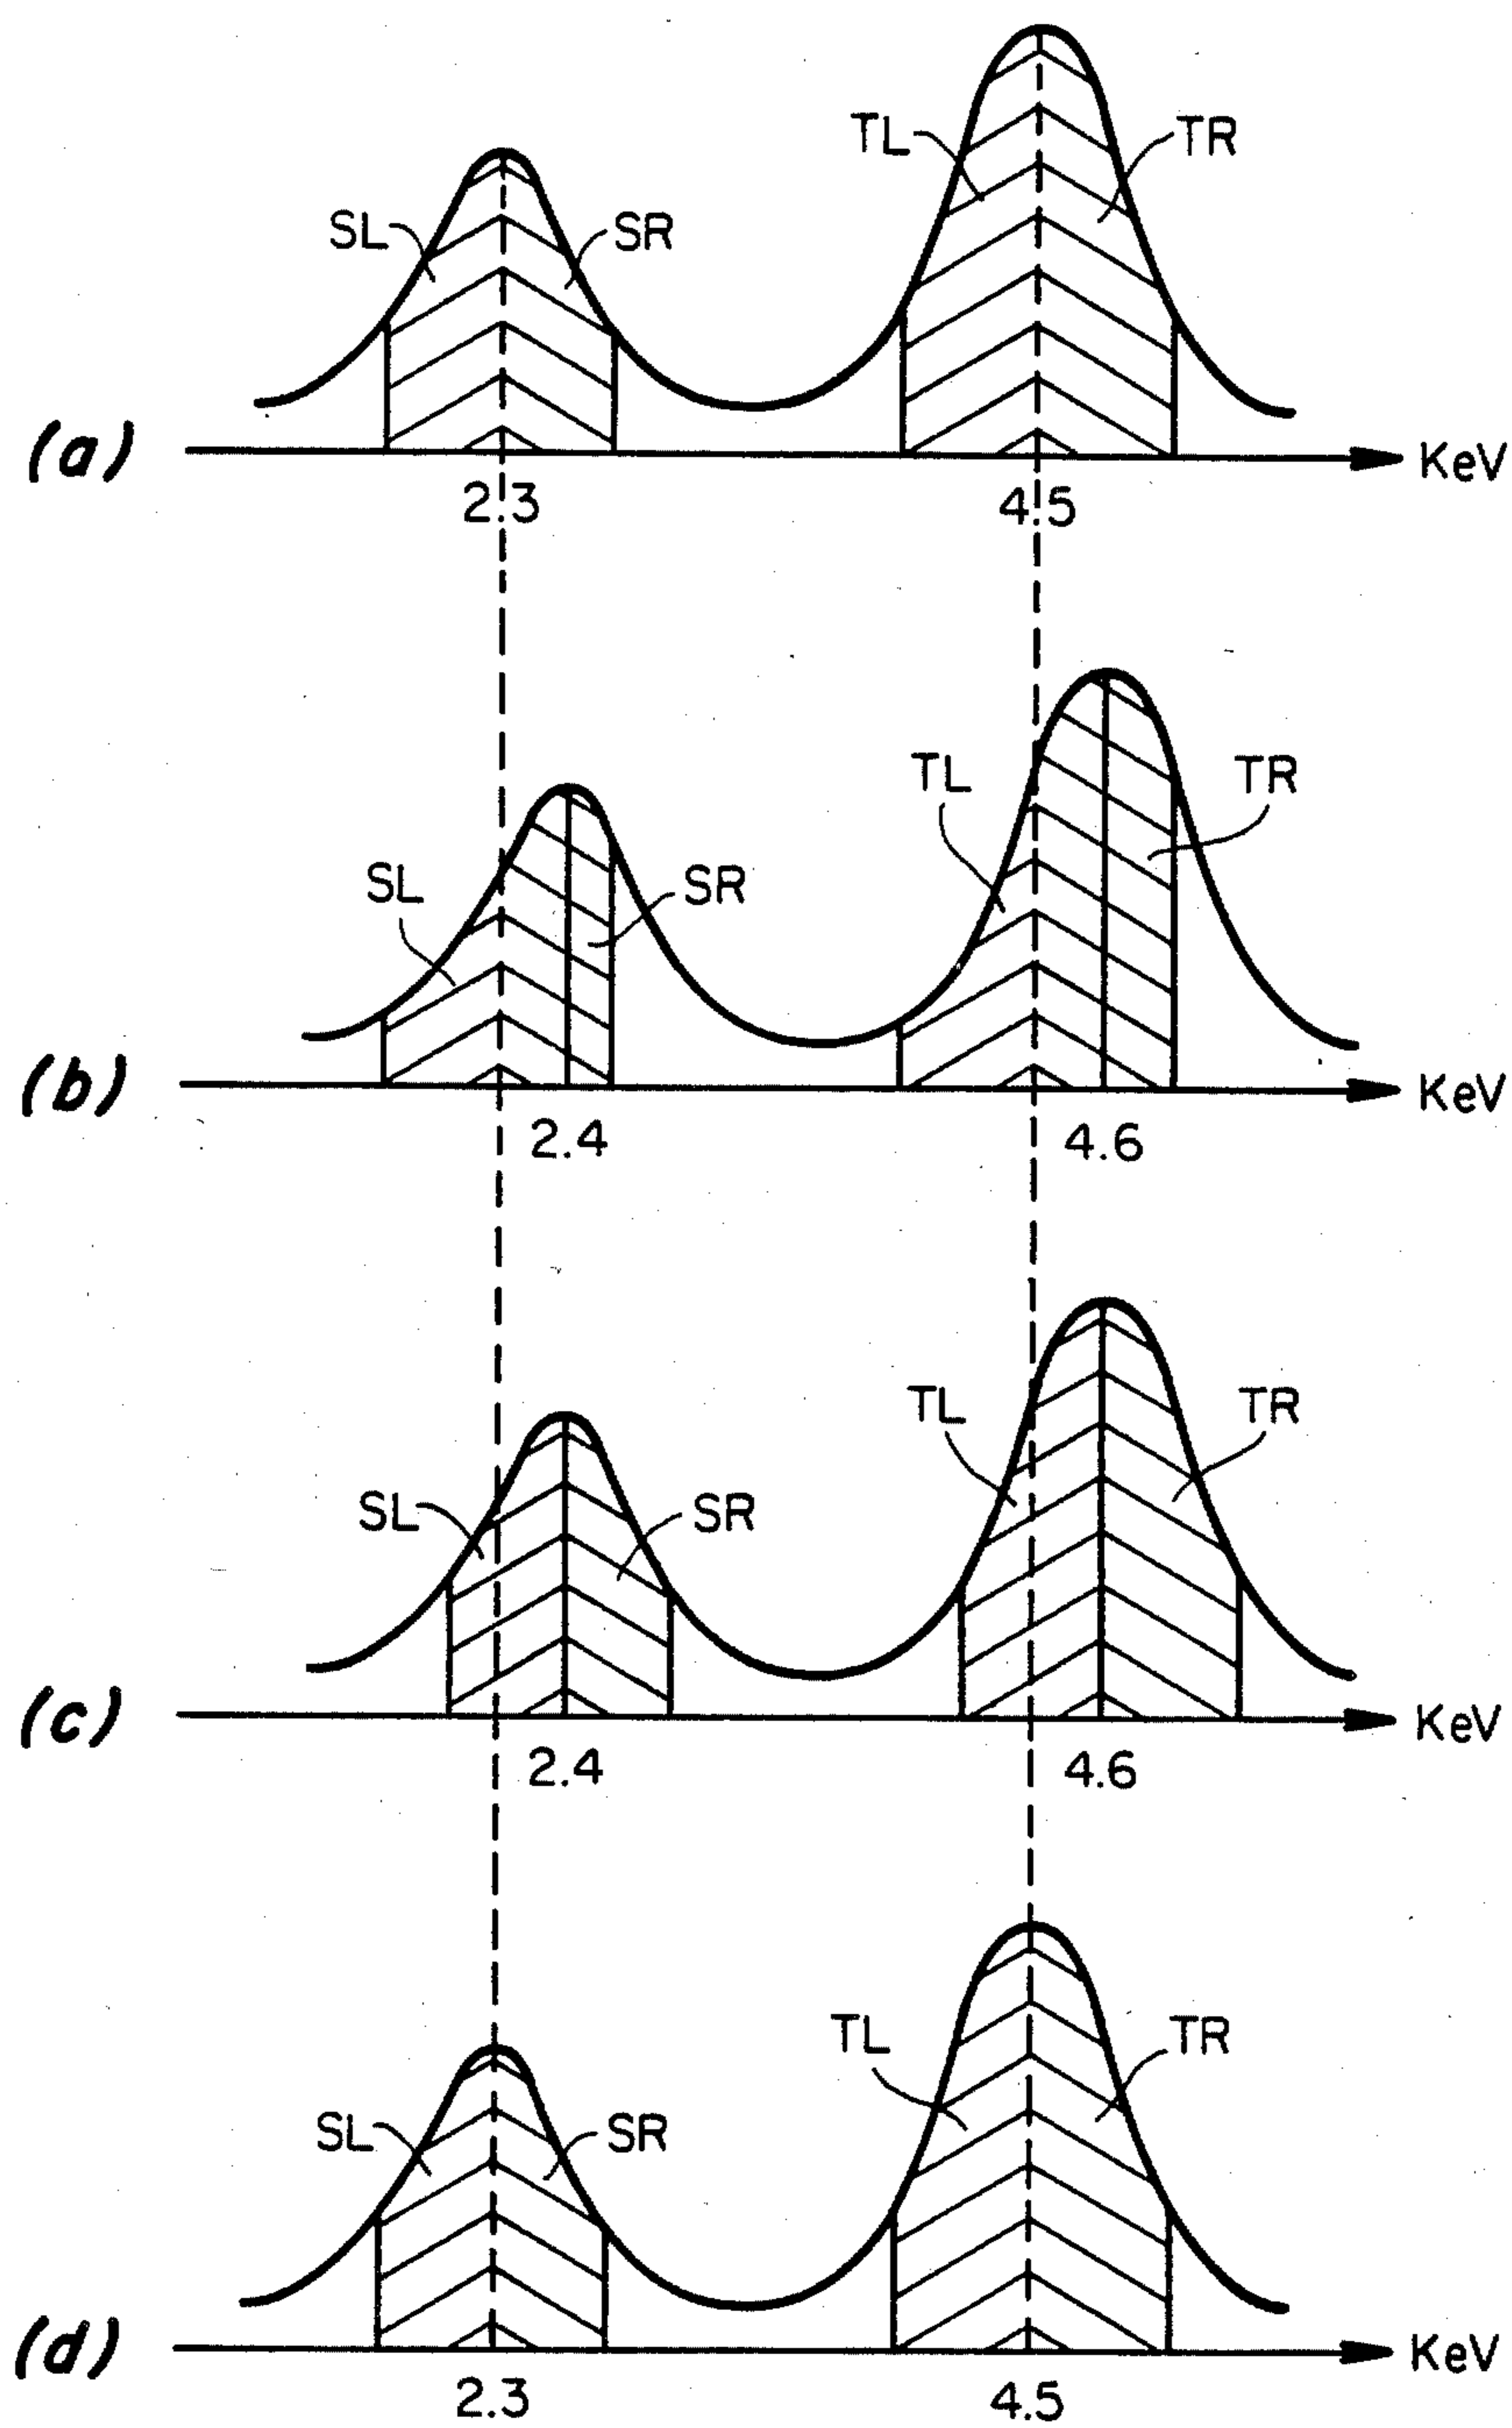 TL TR
SL SR
(a) KeV
2.3 4.5
TL TR
SL SR
(b) KeV
2.4 4.6
TL TR
SL SR
(c) KeV
2.4 4.6
TL TR
SL SR
(d) KeV
2.3 4.5